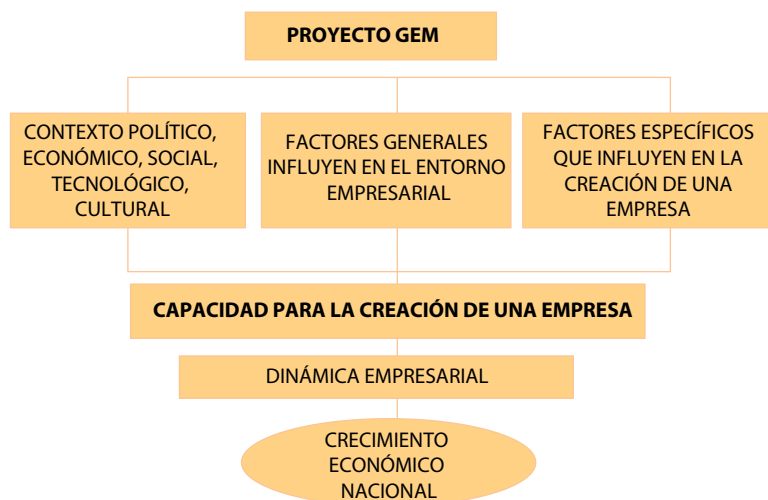 PROYECTO GEM
CONTEXTO POLÍTICO,
ECONÓMICO, SOCIAL,
TECNOLÓGICO,
CULTURAL
FACTORES GENERALES
INFLUYEN EN EL ENTORNO
EMPRESARIAL
FACTORES ESPECÍFICOS
QUE INFLUYEN EN LA
CREACIÓN DE UNA
EMPRESA
CAPACIDAD PARA LA CREACIÓN DE UNA EMPRESA
DINÁMICA EMPRESARIAL
CRECIMIENTO
ECONÓMICO
NACIONAL